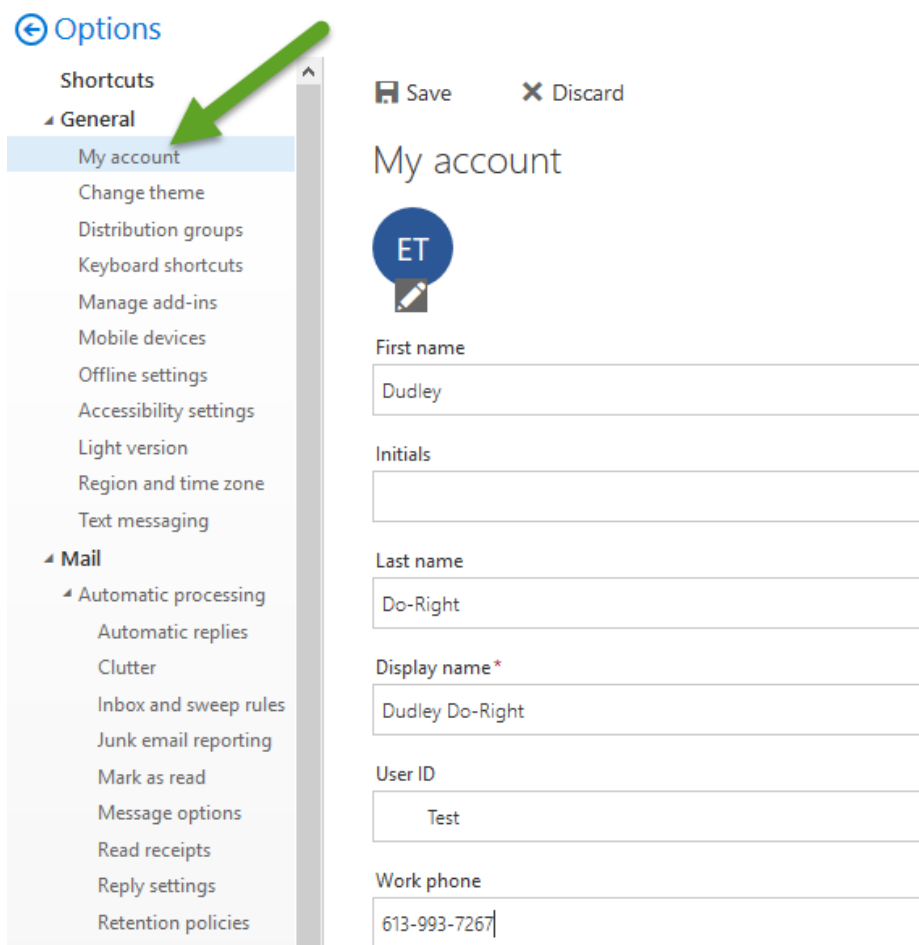 Options
Shortcuts
General
My account
Change theme
Distribution groups
Keyboard shortcuts
Manage add-ins
Mobile devices
Offline settings
Accessibility settings
Light version
Region and time zone
Text messaging
Mail
Automatic processing
Automatic replies
Clutter
Inbox and sweep rules
Junk email reporting
Mark as read
Message options
Read receipts
Reply settings
Retention policies
Save Discard
My account
ET
First name
Dudley
Initials
Last name
Do-Right
Display name*
Dudley Do-Right
User ID
Test
Work phone
613-993-7267